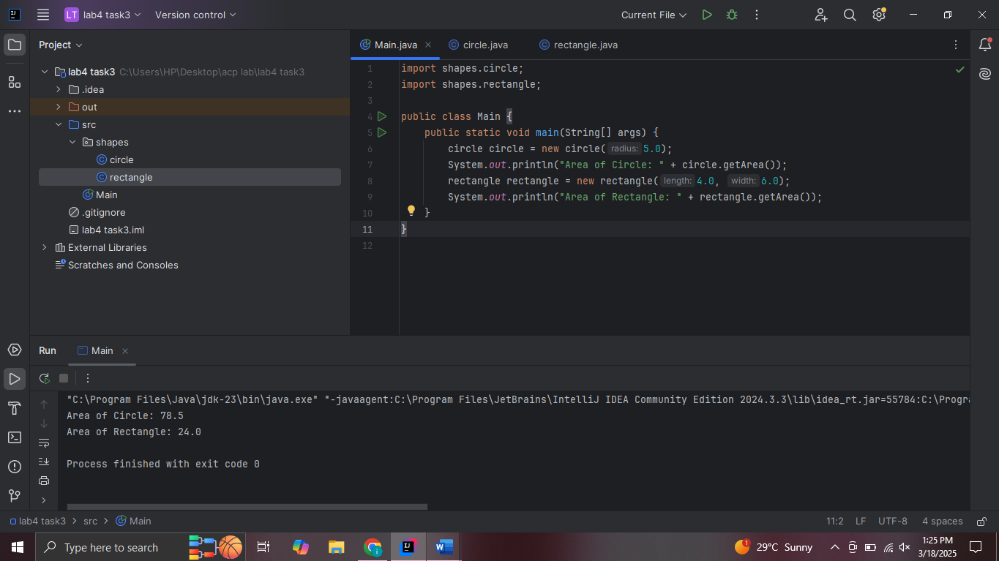 LT lab4 task3 Version control Current File
Project
Main.java circle.java rectangle.java
lab4 task3 C:\Users\HP\Desktop\acp lab\lab4 task3
.idea
out
src
shapes
circle
rectangle
Main
.gitignore
lab4 task3.iml
External Libraries
Scratches and Consoles
1 import shapes.circle;
2 import shapes.rectangle;
3
4 public class Main {
5 public static void main(String[] args) {
6 circle circle = new circle( radius: 5.0);
7 System.out.println("Area of Circle: " + circle.getArea());
8 rectangle rectangle = new rectangle( length: 4.0, width: 6.0);
9 System.out.println("Area of Rectangle: " + rectangle.getArea());
10 }
11 }
12
Run Main
"C:\Program Files\Java\jdk-23\bin\java.exe" "-javaagent:C:\Program Files\JetBrains\IntelliJ IDEA Community Edition 2024.3.3\lib\idea_rt.jar=55784:C:\Progra
Area of Circle: 78.5
Area of Rectangle: 24.0
Process finished with exit code 0
lab4 task3 > src > Main 11:2 LF UTF-8 4 spaces
Type here to search 29°C Sunny 1:25 PM
3/18/2025